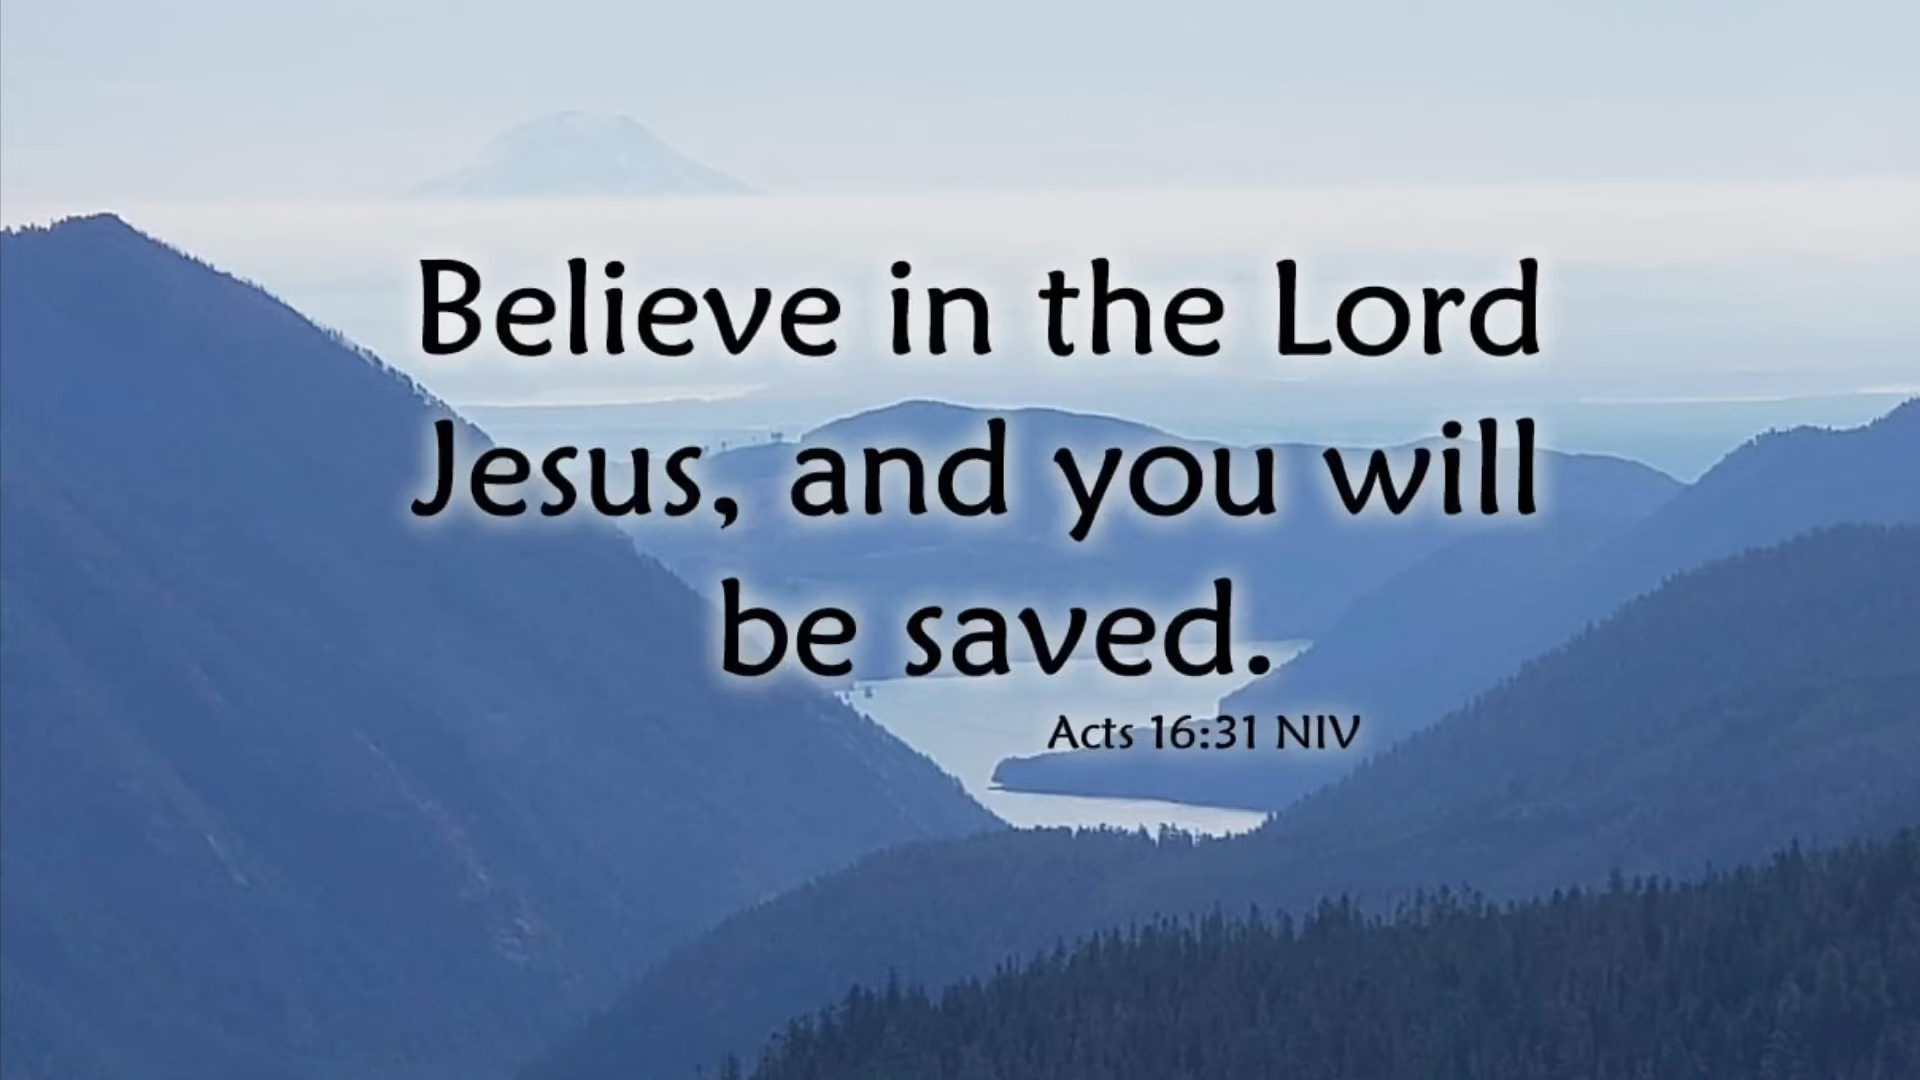 Believe in the Lord
Jesus, and you will
be saved.
Acts 16:31 NIV